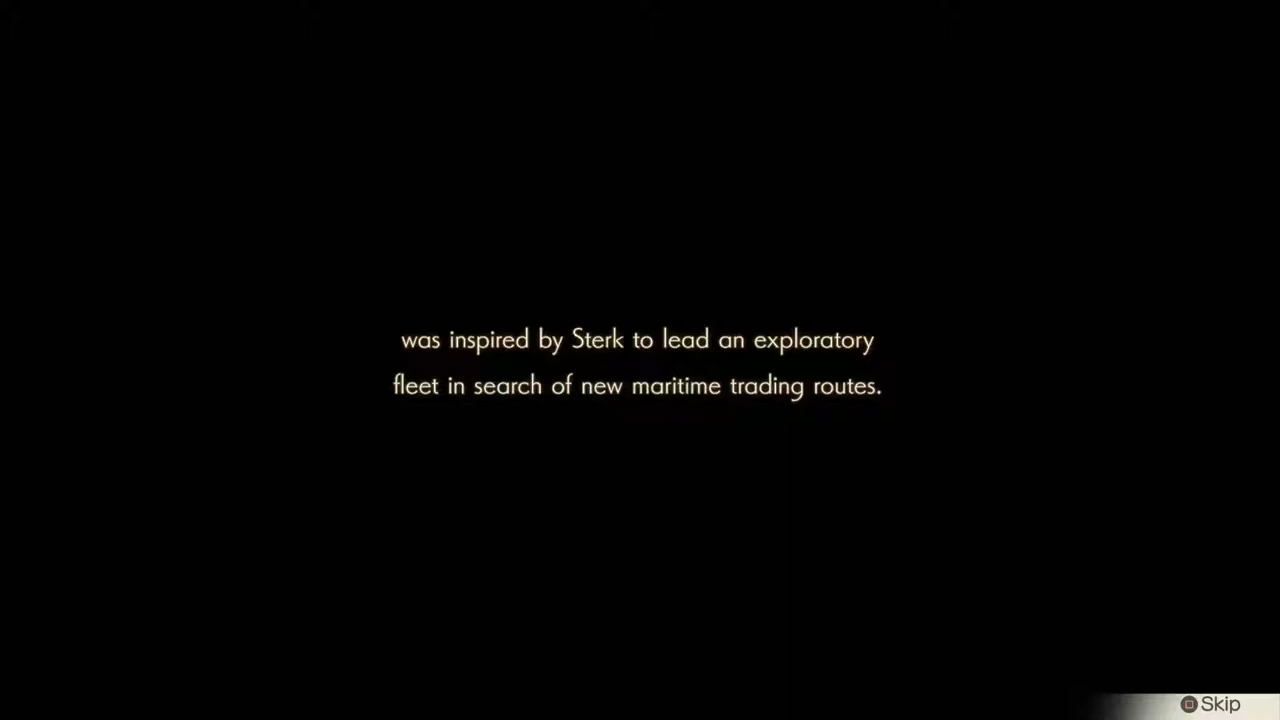 was inspired by Sterk to lead an exploratory
fleet in search of new maritime trading routes.
Skip